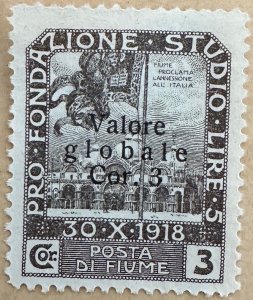 PRO · FONDAZIONE · STUDIO · LIRE · 5
FIUME
PROCLAMA
L'ANNESSIONE
ALL' ITALIA
Valore
globale
Cor. 3
30·X·1918
POSTA
DI FIUME
Cor.
3